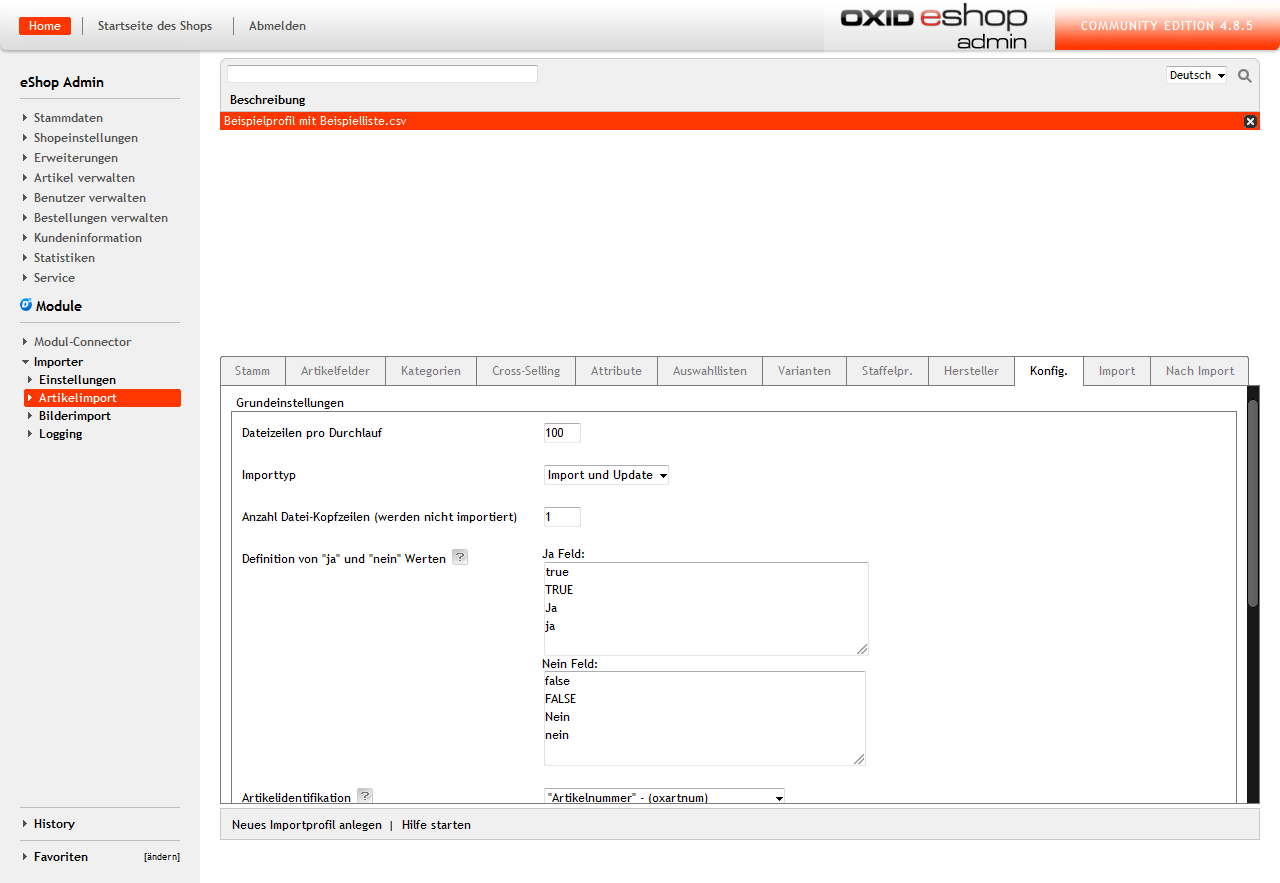 Home
Startseite des Shops
Abmelden
OXID eshop
admin
COMMUNITY EDITION 4.8.5
eShop Admin
Stammdaten
Shopeinstellungen
Erweiterungen
Artikel verwalten
Benutzer verwalten
Bestellungen verwalten
Kundeninformation
Statistiken
Service
Module
Modul-Connector
Importer
Einstellungen
Artikelimport
Bilderimport
Logging
History
Favoriten [ändern]
Deutsch
Beschreibung
Beispielprofil mit Beispielliste.csv
Stamm
Artikelfelder
Kategorien
Cross-Selling
Attribute
Auswahllisten
Varianten
Staffelpr.
Hersteller
Konfig.
Import
Nach Import
Grundeinstellungen
Dateizeilen pro Durchlauf 100
Importtyp Import und Update
Anzahl Datei-Kopfzeilen (werden nicht importiert) 1
Definition von "ja" und "nein" Werten ?
Ja Feld:
true
TRUE
Ja
ja
Nein Feld:
false
FALSE
Nein
nein
Artikelidentifikation ? "Artikelnummer" - (oxartnum)
Neues Importprofil anlegen | Hilfe starten